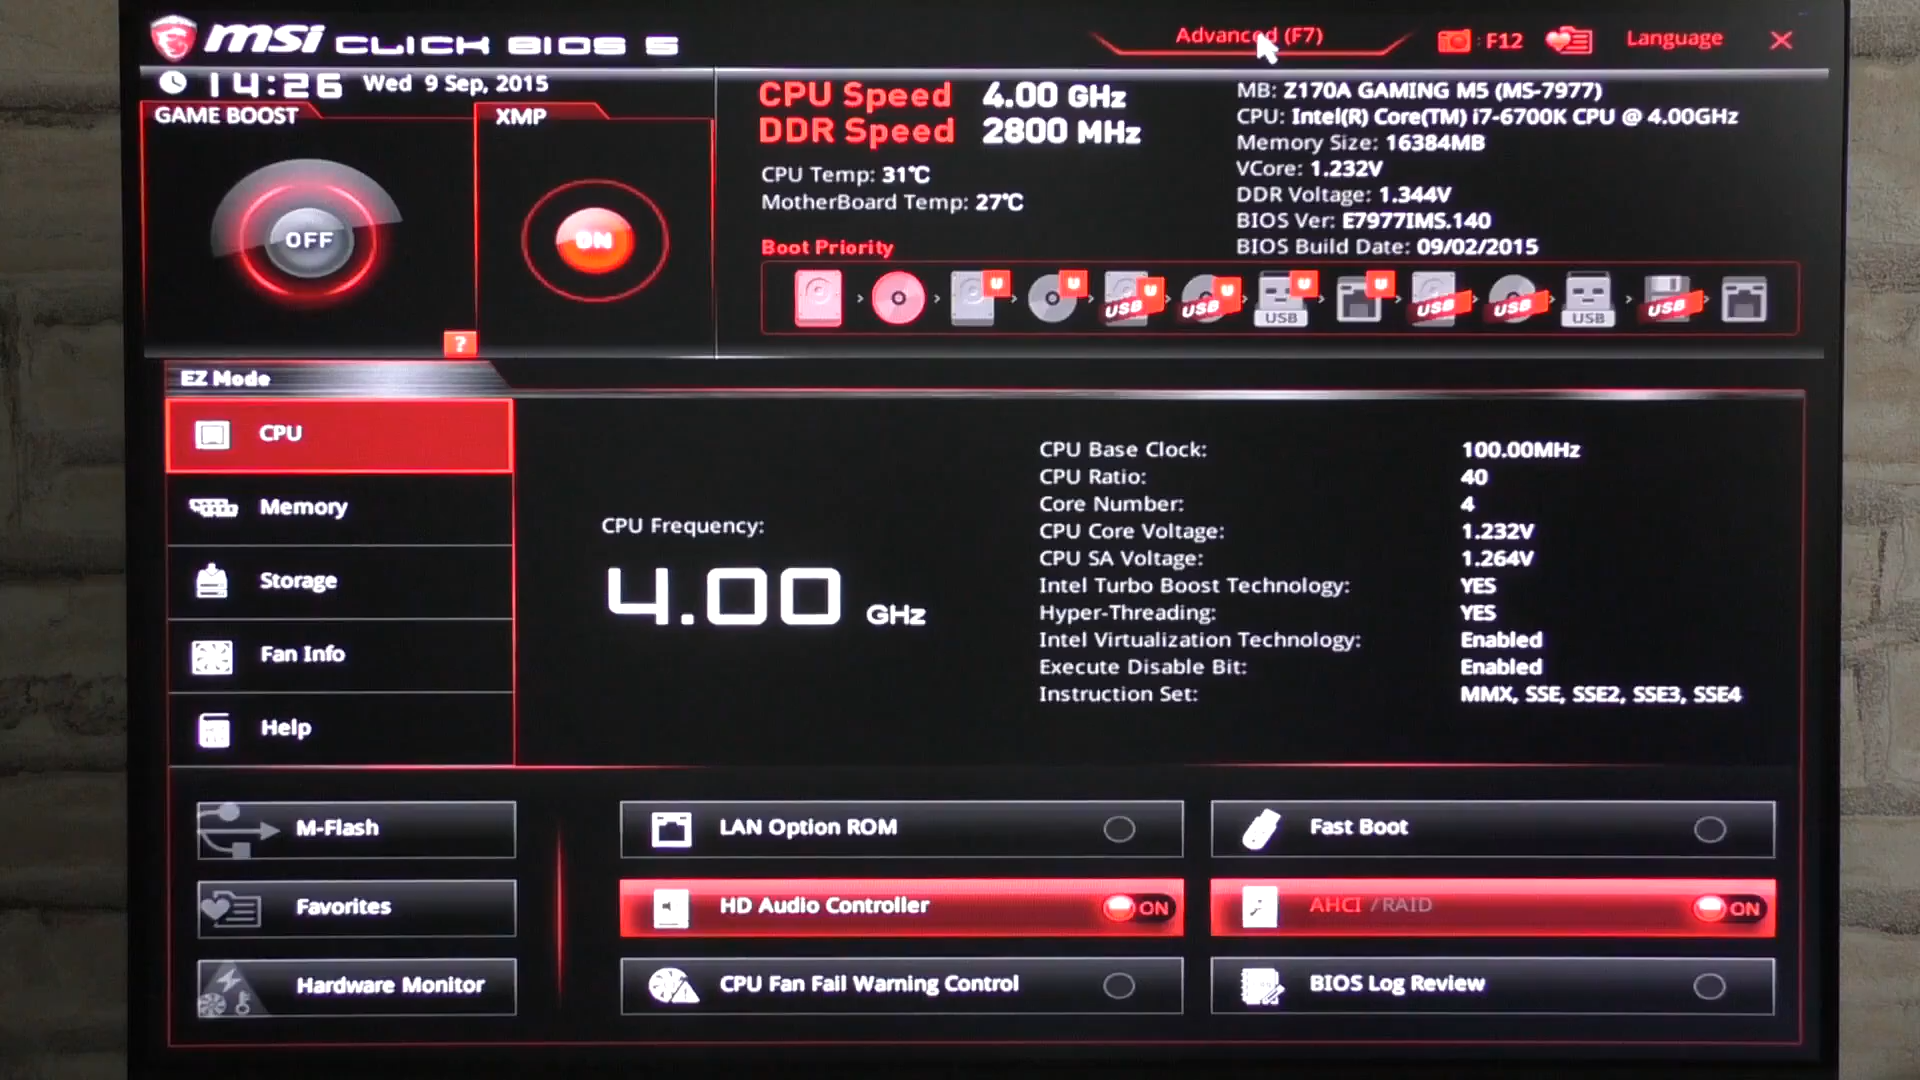 msi CLICK BIOS 5
Advanced (F7)
: F12
Language
14:26 Wed 9 Sep, 2015
GAME BOOST
XMP
OFF
ON
?
CPU Speed 4.00 GHz
DDR Speed 2800 MHz
CPU Temp: 31°C
MotherBoard Temp: 27°C
MB: Z170A GAMING M5 (MS-7977)
CPU: Intel(R) Core(TM) i7-6700K CPU @ 4.00GHz
Memory Size: 16384MB
VCore: 1.232V
DDR Voltage: 1.344V
BIOS Ver: E7977IMS.140
BIOS Build Date: 09/02/2015
Boot Priority
U U USB U USB U USB U U USB USB USB USB
EZ Mode
CPU
Memory
Storage
Fan Info
Help
CPU Frequency:
4.00 GHz
CPU Base Clock: 100.00MHz
CPU Ratio: 40
Core Number: 4
CPU Core Voltage: 1.232V
CPU SA Voltage: 1.264V
Intel Turbo Boost Technology: YES
Hyper-Threading: YES
Intel Virtualization Technology: Enabled
Execute Disable Bit: Enabled
Instruction Set: MMX, SSE, SSE2, SSE3, SSE4
M-Flash
Favorites
Hardware Monitor
LAN Option ROM
HD Audio Controller ON
CPU Fan Fail Warning Control
Fast Boot
AHCI /RAID ON
BIOS Log Review